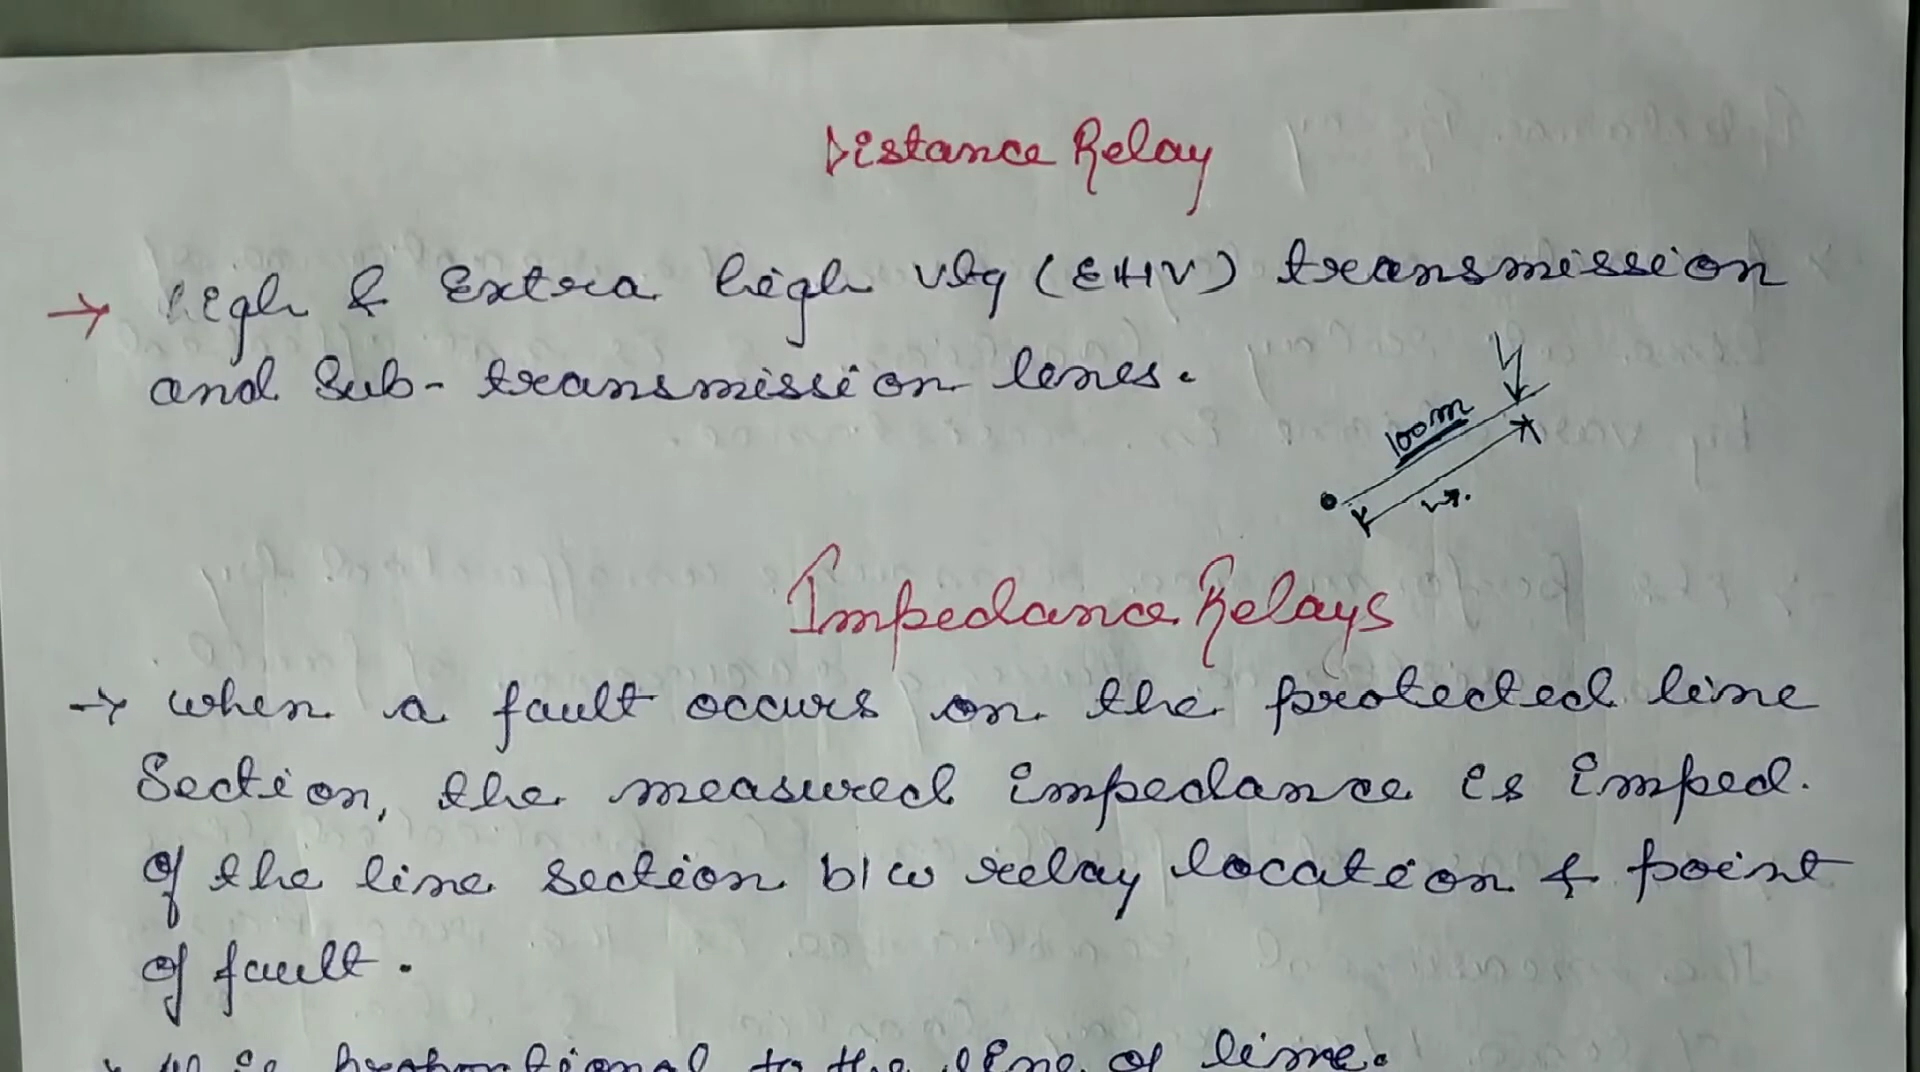 Distance Relay
→ high & Extra high vtg (EHV) transmission
and Sub-transmission lines.
100m
Impedance Relays
→ when a fault occurs on the protected line
Section, the measured impedance is imped.
of the line section b/w relay location & point
of fault.
proportional to the of line.